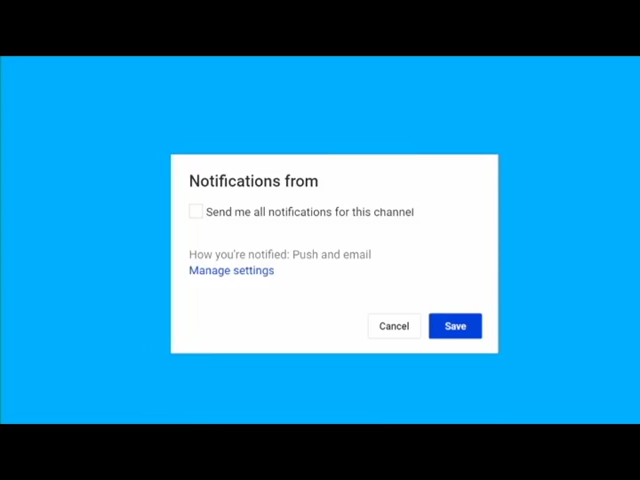 Notifications from
Send me all notifications for this channel
How you're notified: Push and email
Manage settings
Cancel
Save